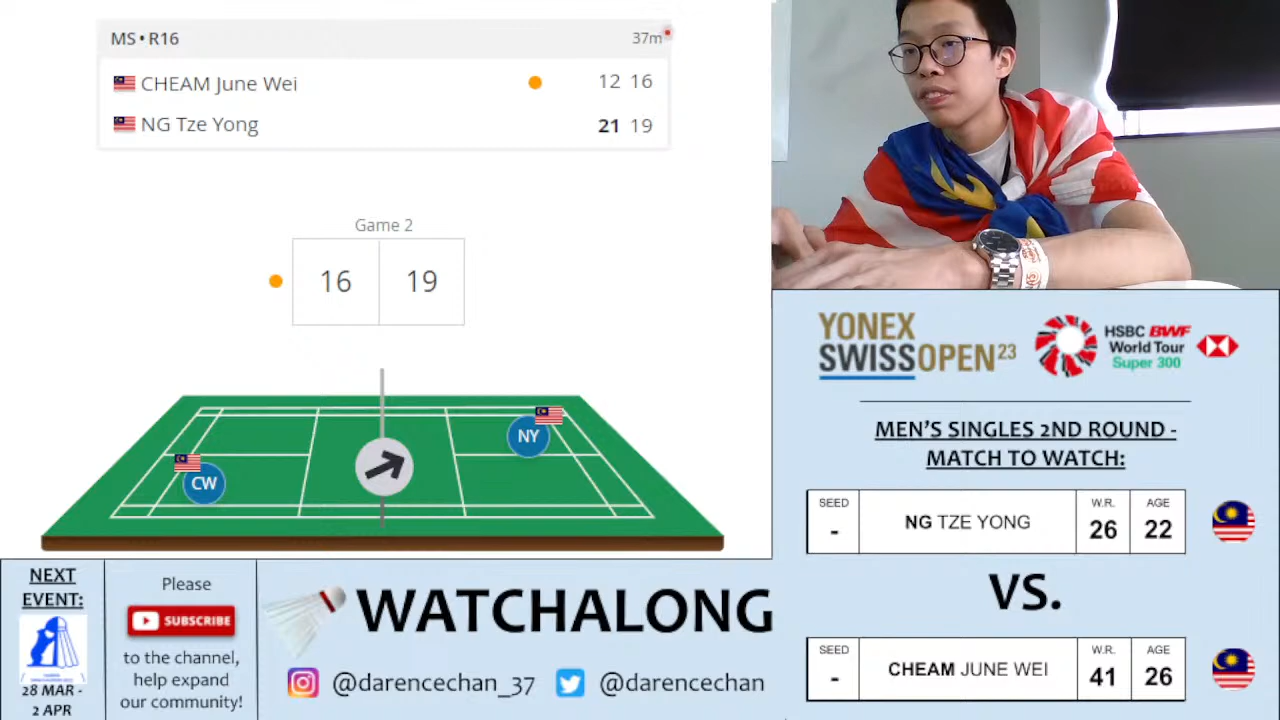 MS • R16
37m
CHEAM June Wei 12 16
NG Tze Yong 21 19
Game 2
16 19
NY
CW
YONEX
SWISSOPEN23
HSBC BWF
World Tour
Super 300
MEN'S SINGLES 2ND ROUND -
MATCH TO WATCH:
SEED
-
NG TZE YONG
W.R.
26
AGE
22
VS.
SEED
-
CHEAM JUNE WEI
W.R.
41
AGE
26
NEXT
EVENT:
28 MAR -
2 APR
Please
SUBSCRIBE
to the channel,
help expand
our community!
WATCHALONG
@darencechan_37 @darencechan